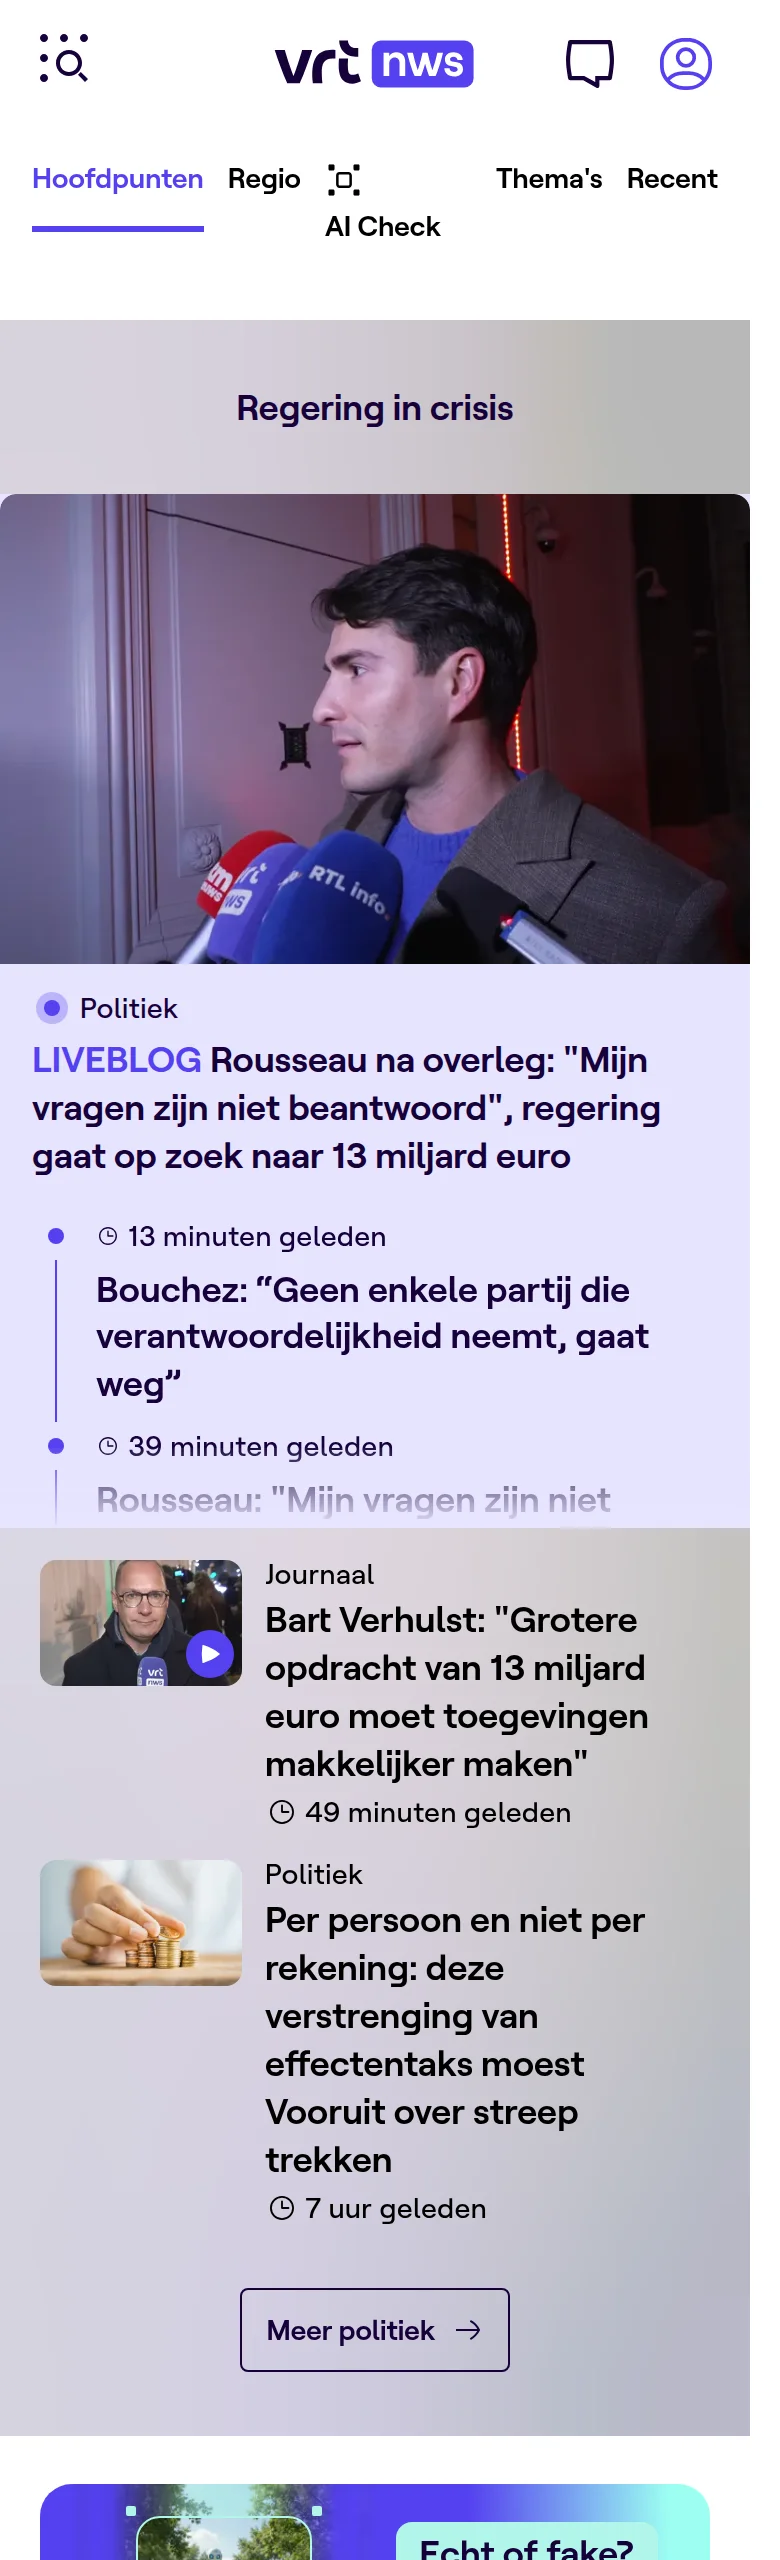 vrt nws
Hoofdpunten Regio AI Check Thema's Recent
Regering in crisis
vrt
RTL info.
Politiek
LIVEBLOG Rousseau na overleg: "Mijn
vragen zijn niet beantwoord", regering
gaat op zoek naar 13 miljard euro
13 minuten geleden
Bouchez: “Geen enkele partij die
verantwoordelijkheid neemt, gaat
weg”
39 minuten geleden
Rousseau: "Mijn vragen zijn niet
vrt
nws
Journaal
Bart Verhulst: "Grotere
opdracht van 13 miljard
euro moet toegevingen
makkelijker maken"
49 minuten geleden
Politiek
Per persoon en niet per
rekening: deze
verstrenging van
effectentaks moest
Vooruit over streep
trekken
7 uur geleden
Meer politiek
Echt of fake?